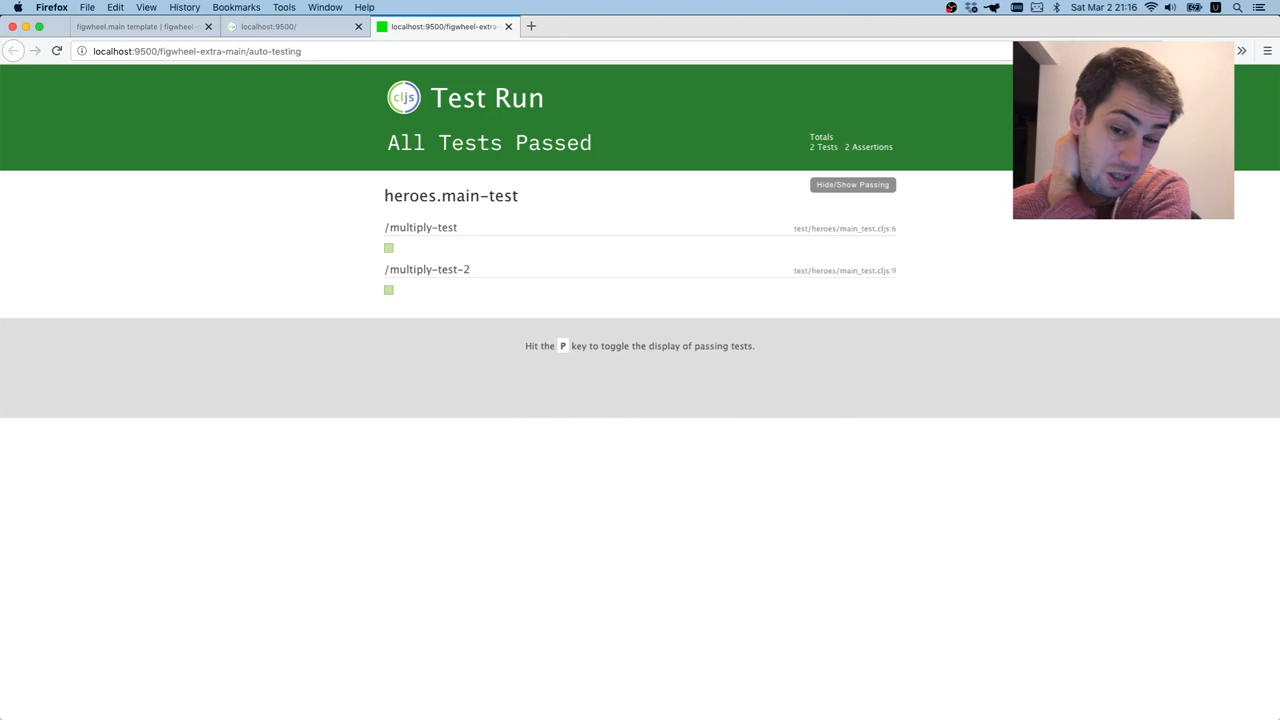 Firefox File Edit View History Bookmarks Tools Window Help
U Sat Mar 2 21:16
figwheel.main template | figwheel-
localhost:9500/
localhost:9500/figwheel-extra-
localhost:9500/figwheel-extra-main/auto-testing
cljs Test Run
All Tests Passed
Totals
2 Tests 2 Assertions
Hide/Show Passing
heroes.main-test
/multiply-test
test/heroes/main_test.cljs:6
/multiply-test-2
test/heroes/main_test.cljs:9
Hit the P key to toggle the display of passing tests.